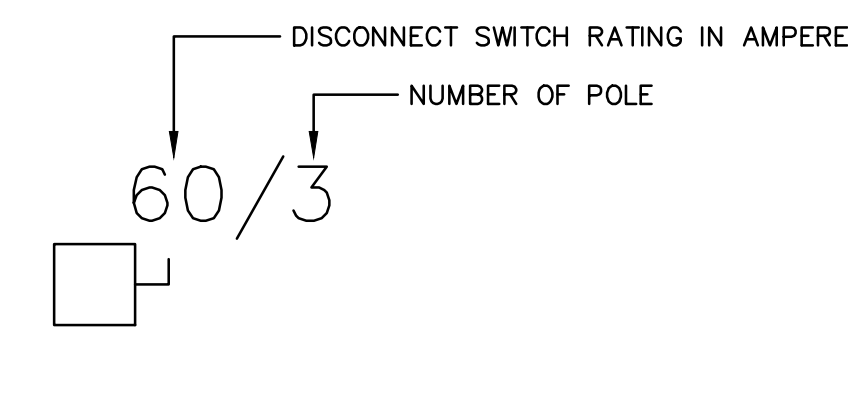 DISCONNECT SWITCH RATING IN AMPERE
NUMBER OF POLE
60/3